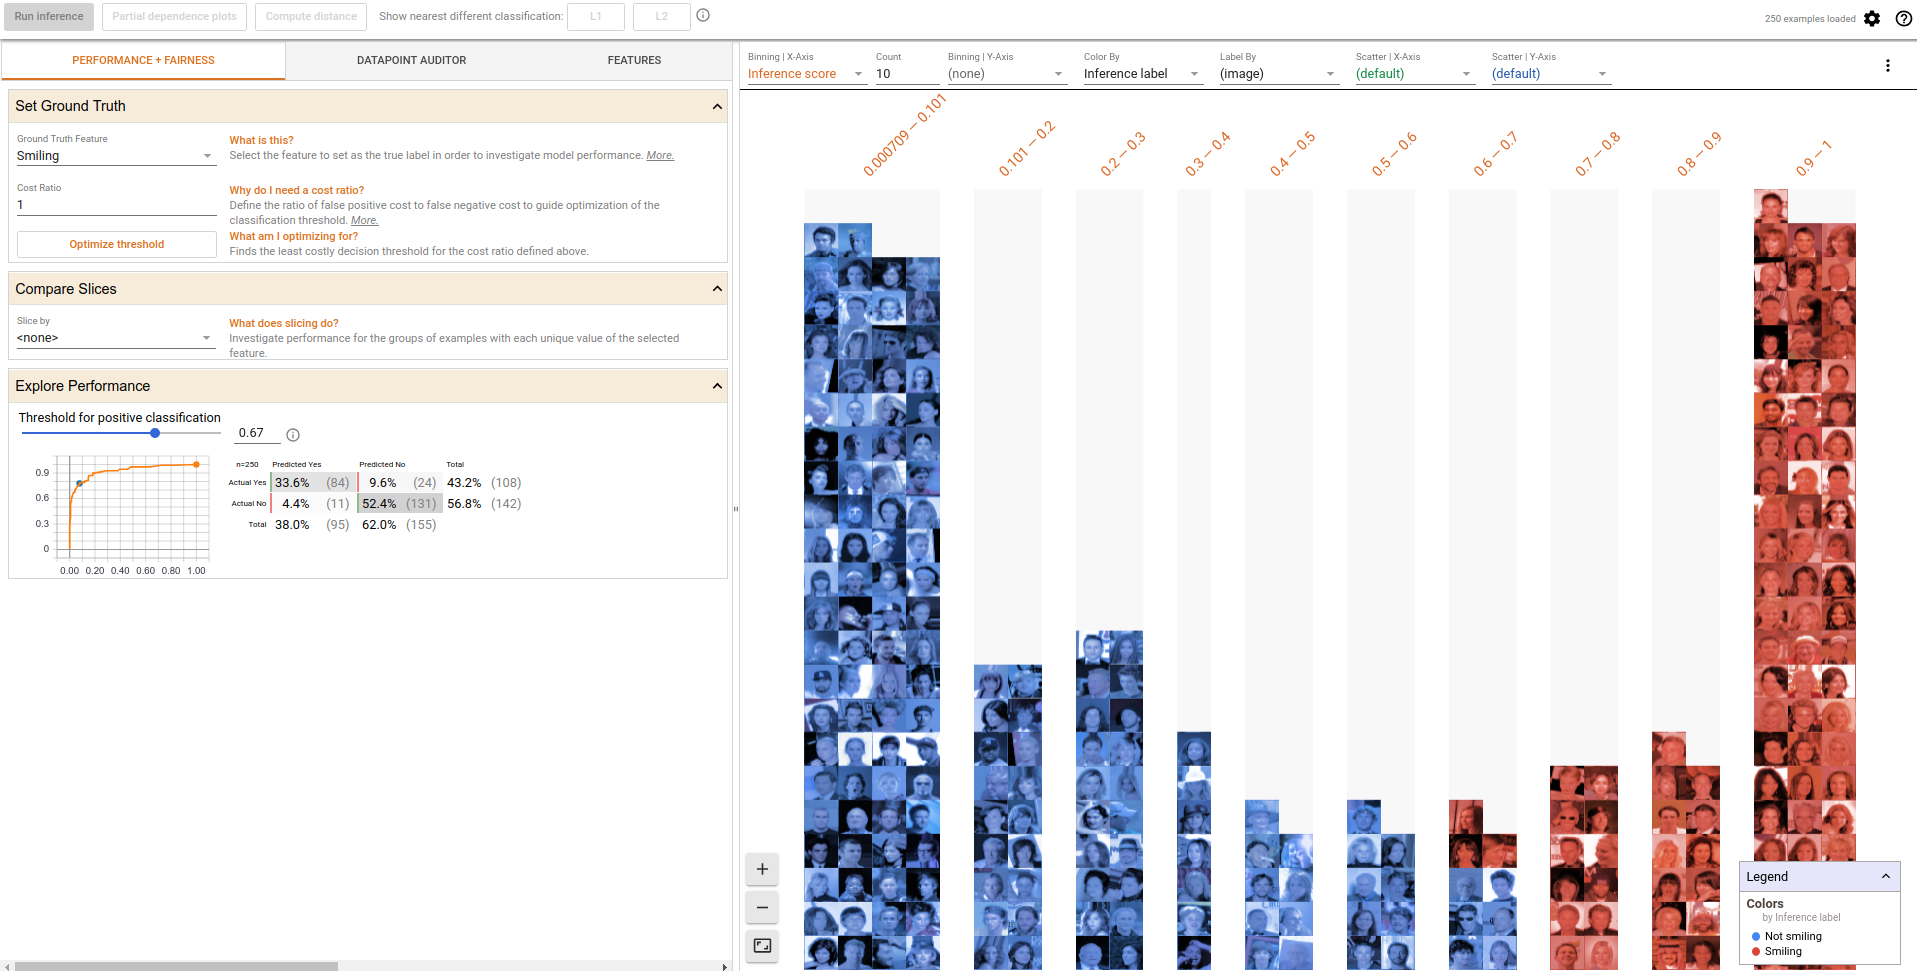 Run inference
Partial dependence plots
Compute distance
Show nearest different classification:
L1
L2
250 examples loaded
PERFORMANCE + FAIRNESS
DATAPOINT AUDITOR
FEATURES
Set Ground Truth
Ground Truth Feature
Smiling
What is this?
Select the feature to set as the true label in order to investigate model performance. More.
Cost Ratio
1
Why do I need a cost ratio?
Define the ratio of false positive cost to false negative cost to guide optimization of the
classification threshold. More.
Optimize threshold
What am I optimizing for?
Finds the least costly decision threshold for the cost ratio defined above.
Compare Slices
Slice by
<none>
What does slicing do?
Investigate performance for the groups of examples with each unique value of the selected
feature.
Explore Performance
Threshold for positive classification
0.67
0.9
0.6
0.3
0
0.00 0.20 0.40 0.60 0.80 1.00
n=250 Predicted Yes Predicted No Total
Actual Yes 33.6% (84) 9.6% (24) 43.2% (108)
Actual No 4.4% (11) 52.4% (131) 56.8% (142)
Total 38.0% (95) 62.0% (155)
Binning | X-Axis
Inference score
Count
10
Binning | Y-Axis
(none)
Color By
Inference label
Label By
(image)
Scatter | X-Axis
(default)
Scatter | Y-Axis
(default)
0.000709 – 0.101
0.101 – 0.2
0.2 – 0.3
0.3 – 0.4
0.4 – 0.5
0.5 – 0.6
0.6 – 0.7
0.7 – 0.8
0.8 – 0.9
0.9 – 1
Legend
Colors
by Inference label
Not smiling
Smiling